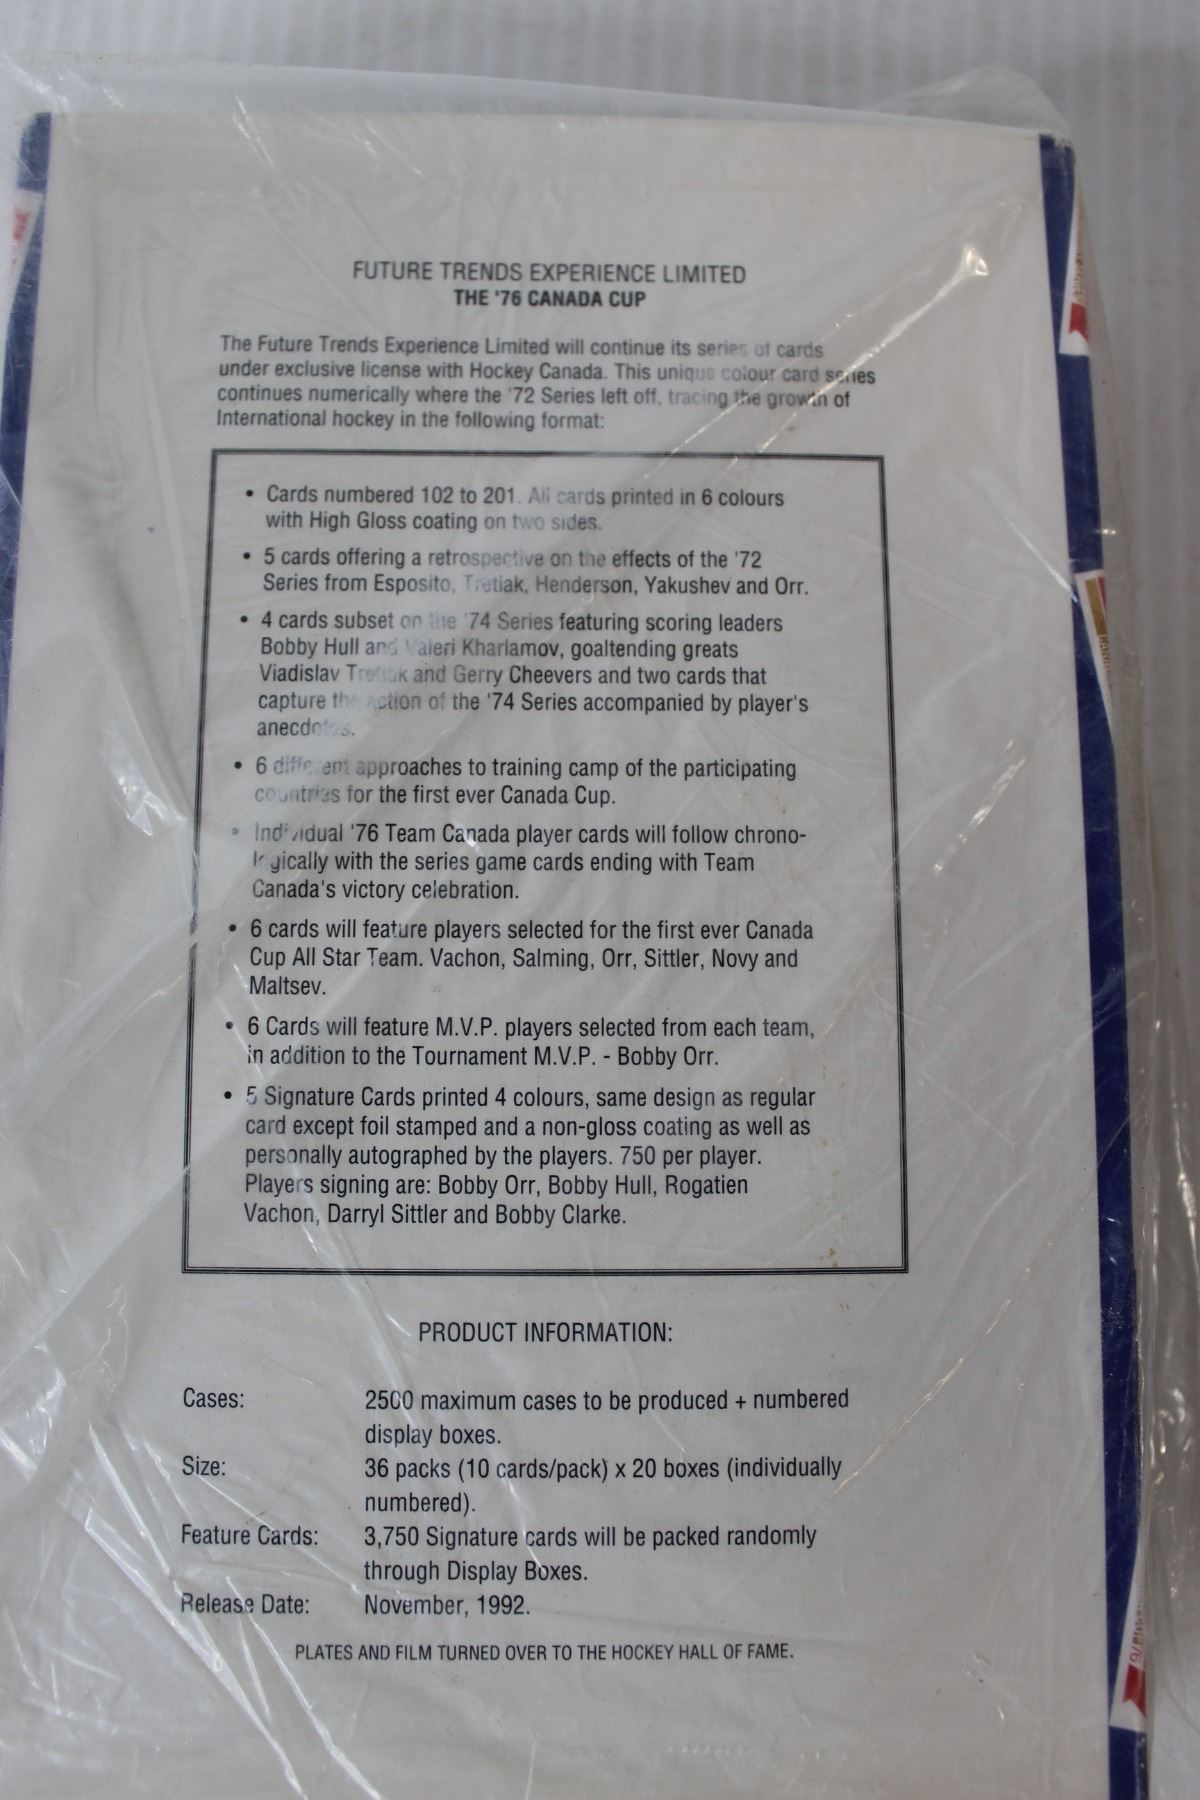 FUTURE TRENDS EXPERIENCE LIMITED
THE '76 CANADA CUP
The Future Trends Experience Limited will continue its series of cards
under exclusive license with Hockey Canada. This unique colour card series
continues numerically where the '72 Series left off, tracing the growth of
International hockey in the following format:
• Cards numbered 102 to 201. All cards printed in 6 colours
with High Gloss coating on two sides.
• 5 cards offering a retrospective on the effects of the '72
Series from Esposito, Tretiak, Henderson, Yakushev and Orr.
• 4 cards subset on the '74 Series featuring scoring leaders
Bobby Hull and Valeri Kharlamov, goaltending greats
Viadislav Tretiak and Gerry Cheevers and two cards that
capture the action of the '74 Series accompanied by player's
anecdotes.
• 6 different approaches to training camp of the participating
countries for the first ever Canada Cup.
• Individual '76 Team Canada player cards will follow chrono-
logically with the series game cards ending with Team
Canada's victory celebration.
• 6 cards will feature players selected for the first ever Canada
Cup All Star Team. Vachon, Salming, Orr, Sittler, Novy and
Maltsev.
• 6 Cards will feature M.V.P. players selected from each team,
in addition to the Tournament M.V.P. - Bobby Orr.
• 5 Signature Cards printed 4 colours, same design as regular
card except foil stamped and a non-gloss coating as well as
personally autographed by the players. 750 per player.
Players signing are: Bobby Orr, Bobby Hull, Rogatien
Vachon, Darryl Sittler and Bobby Clarke.
PRODUCT INFORMATION:
Cases: 2500 maximum cases to be produced + numbered
display boxes.
Size: 36 packs (10 cards/pack) x 20 boxes (individually
numbered).
Feature Cards: 3,750 Signature cards will be packed randomly
through Display Boxes.
Release Date: November, 1992.
PLATES AND FILM TURNED OVER TO THE HOCKEY HALL OF FAME.